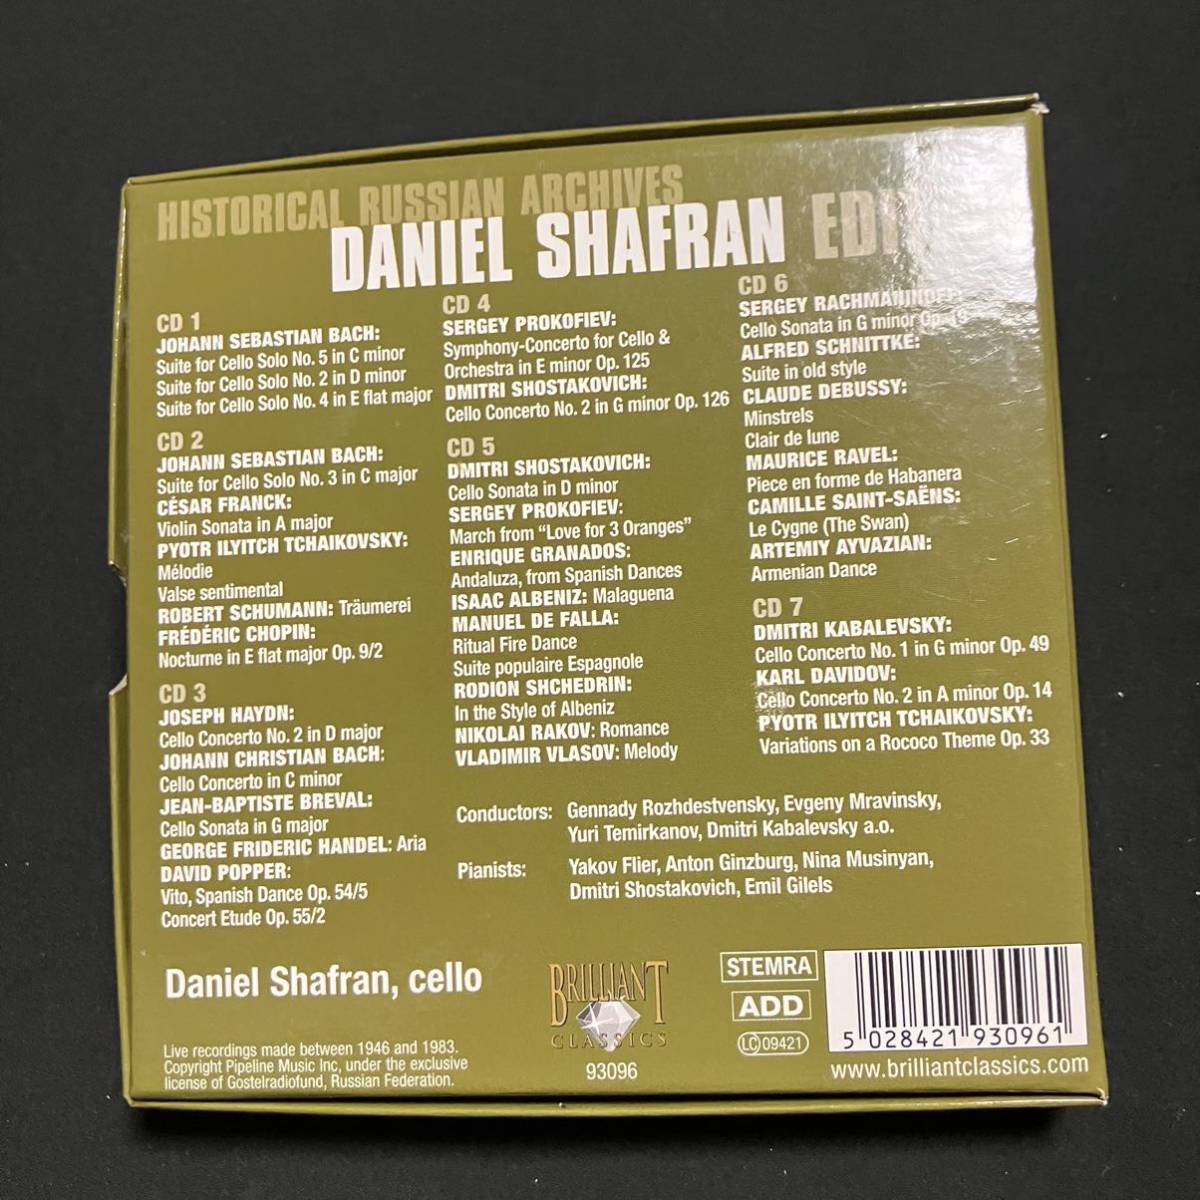 HISTORICAL RUSSIAN ARCHIVES
DANIEL SHAFRAN
CD 1
JOHANN SEBASTIAN BACH:
Suite for Cello Solo No. 5 in C minor
Suite for Cello Solo No. 2 in D minor
Suite for Cello Solo No. 4 in E flat major
CD 2
JOHANN SEBASTIAN BACH:
Suite for Cello Solo No. 3 in C major
CÉSAR FRANCK:
Violin Sonata in A major
PYOTR ILYITCH TCHAIKOVSKY:
Mélodie
Valse sentimental
ROBERT SCHUMANN: Träumerei
FRÉDÉRIC CHOPIN:
Nocturne in E flat major Op. 9/2
CD 3
JOSEPH HAYDN:
Cello Concerto No. 2 in D major
JOHANN CHRISTIAN BACH:
Cello Concerto in C minor
JEAN-BAPTISTE BREVAL:
Cello Sonata in G major
GEORGE FRIDERIC HANDEL: Aria
DAVID POPPER:
Vito, Spanish Dance Op. 54/5
Concert Etude Op. 55/2
CD 4
SERGEY PROKOFIEV:
Symphony-Concerto for Cello &
Orchestra in E minor Op. 125
DMITRI SHOSTAKOVICH:
Cello Concerto No. 2 in G minor Op. 126
CD 5
DMITRI SHOSTAKOVICH:
Cello Sonata in D minor
SERGEY PROKOFIEV:
March from “Love for 3 Oranges”
ENRIQUE GRANADOS:
Andaluza, from Spanish Dances
ISAAC ALBENIZ: Malaguena
MANUEL DE FALLA:
Ritual Fire Dance
Suite populaire Espagnole
RODION SHCHEDRIN:
In the Style of Albeniz
NIKOLAI RAKOV: Romance
VLADIMIR VLASOV: Melody
CD 6
SERGEY RACHMANINOFF:
Cello Sonata in G minor Op. 19
ALFRED SCHNITTKE:
Suite in old style
CLAUDE DEBUSSY:
Minstrels
Clair de lune
MAURICE RAVEL:
Piece en forme de Habanera
CAMILLE SAINT-SAËNS:
Le Cygne (The Swan)
ARTEMIY AYVAZIAN:
Armenian Dance
CD 7
DMITRI KABALEVSKY:
Cello Concerto No. 1 in G minor Op. 49
KARL DAVIDOV:
Cello Concerto No. 2 in A minor Op. 14
PYOTR ILYITCH TCHAIKOVSKY:
Variations on a Rococo Theme Op. 33
Conductors: Gennady Rozhdestvensky, Evgeny Mravinsky,
Yuri Temirkanov, Dmitri Kabalevsky a.o.
Pianists: Yakov Flier, Anton Ginzburg, Nina Musinyan,
Dmitri Shostakovich, Emil Gilels
Daniel Shafran, cello
Live recordings made between 1946 and 1983.
Copyright Pipeline Music Inc, under the exclusive
license of Gostelradiofund, Russian Federation.
BRILLIANT
CLASSICS
93096
STEMRA
ADD
LC 09421
5 028421 930961
www.brilliantclassics.com